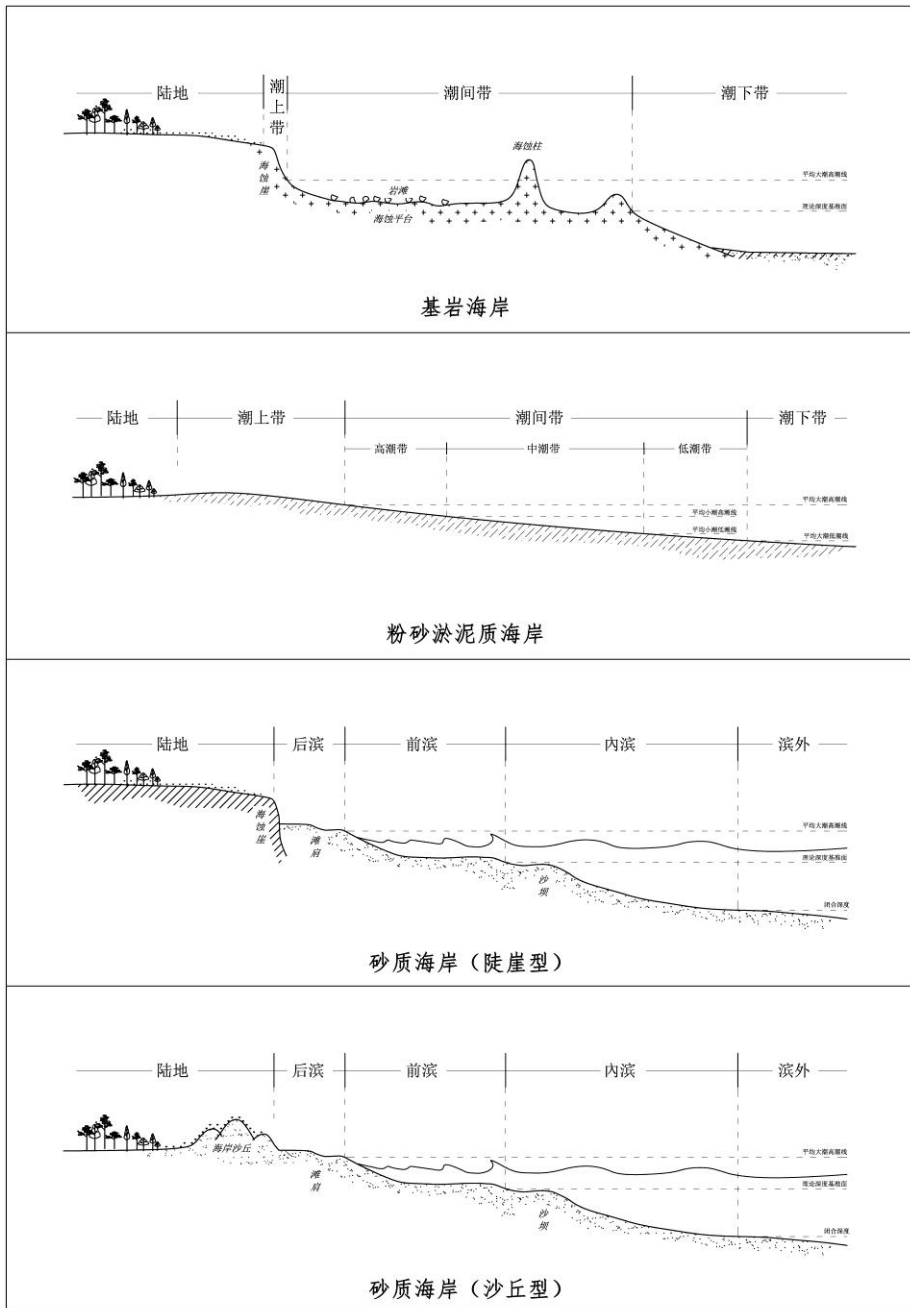 陆地 潮上带 潮间带 潮下带
海蚀柱
海蚀崖
平均大潮高潮线
岩滩
理论深度基准面
海蚀平台
基岩海岸
陆地 潮上带 潮间带 潮下带
高潮带 中潮带 低潮带
平均大潮高潮线
平均小潮高潮线
平均小潮低潮线
平均大潮低潮线
粉砂淤泥质海岸
陆地 后滨 前滨 内滨 滨外
海蚀崖
平均大潮高潮线
滩肩
理论深度基准面
沙坝
闭合深度
砂质海岸（陡崖型）
陆地 后滨 前滨 内滨 滨外
海岸沙丘
平均大潮高潮线
滩肩
理论深度基准面
沙坝
闭合深度
砂质海岸（沙丘型）